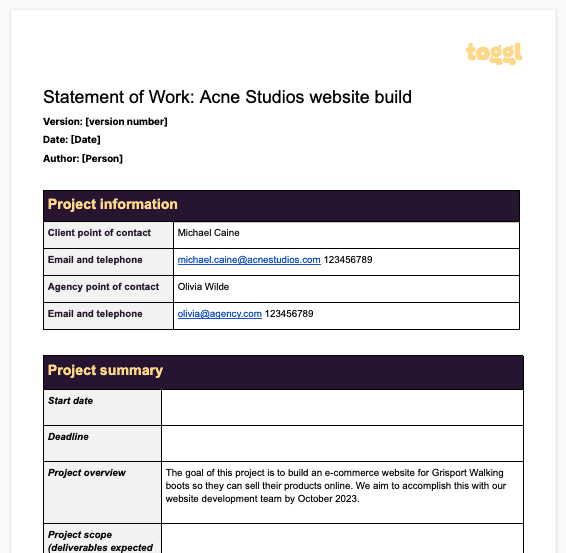 toggl
Statement of Work: Acne Studios website build
Version: [version number]
Date: [Date]
Author: [Person]
Project information
Client point of contact Michael Caine
Email and telephone michael.caine@acnestudios.com 123456789
Agency point of contact Olivia Wilde
Email and telephone olivia@agency.com 123456789
Project summary
Start date
Deadline
Project overview The goal of this project is to build an e-commerce website for Grisport Walking
boots so they can sell their products online. We aim to accomplish this with our
website development team by October 2023.
Project scope
(deliverables expected